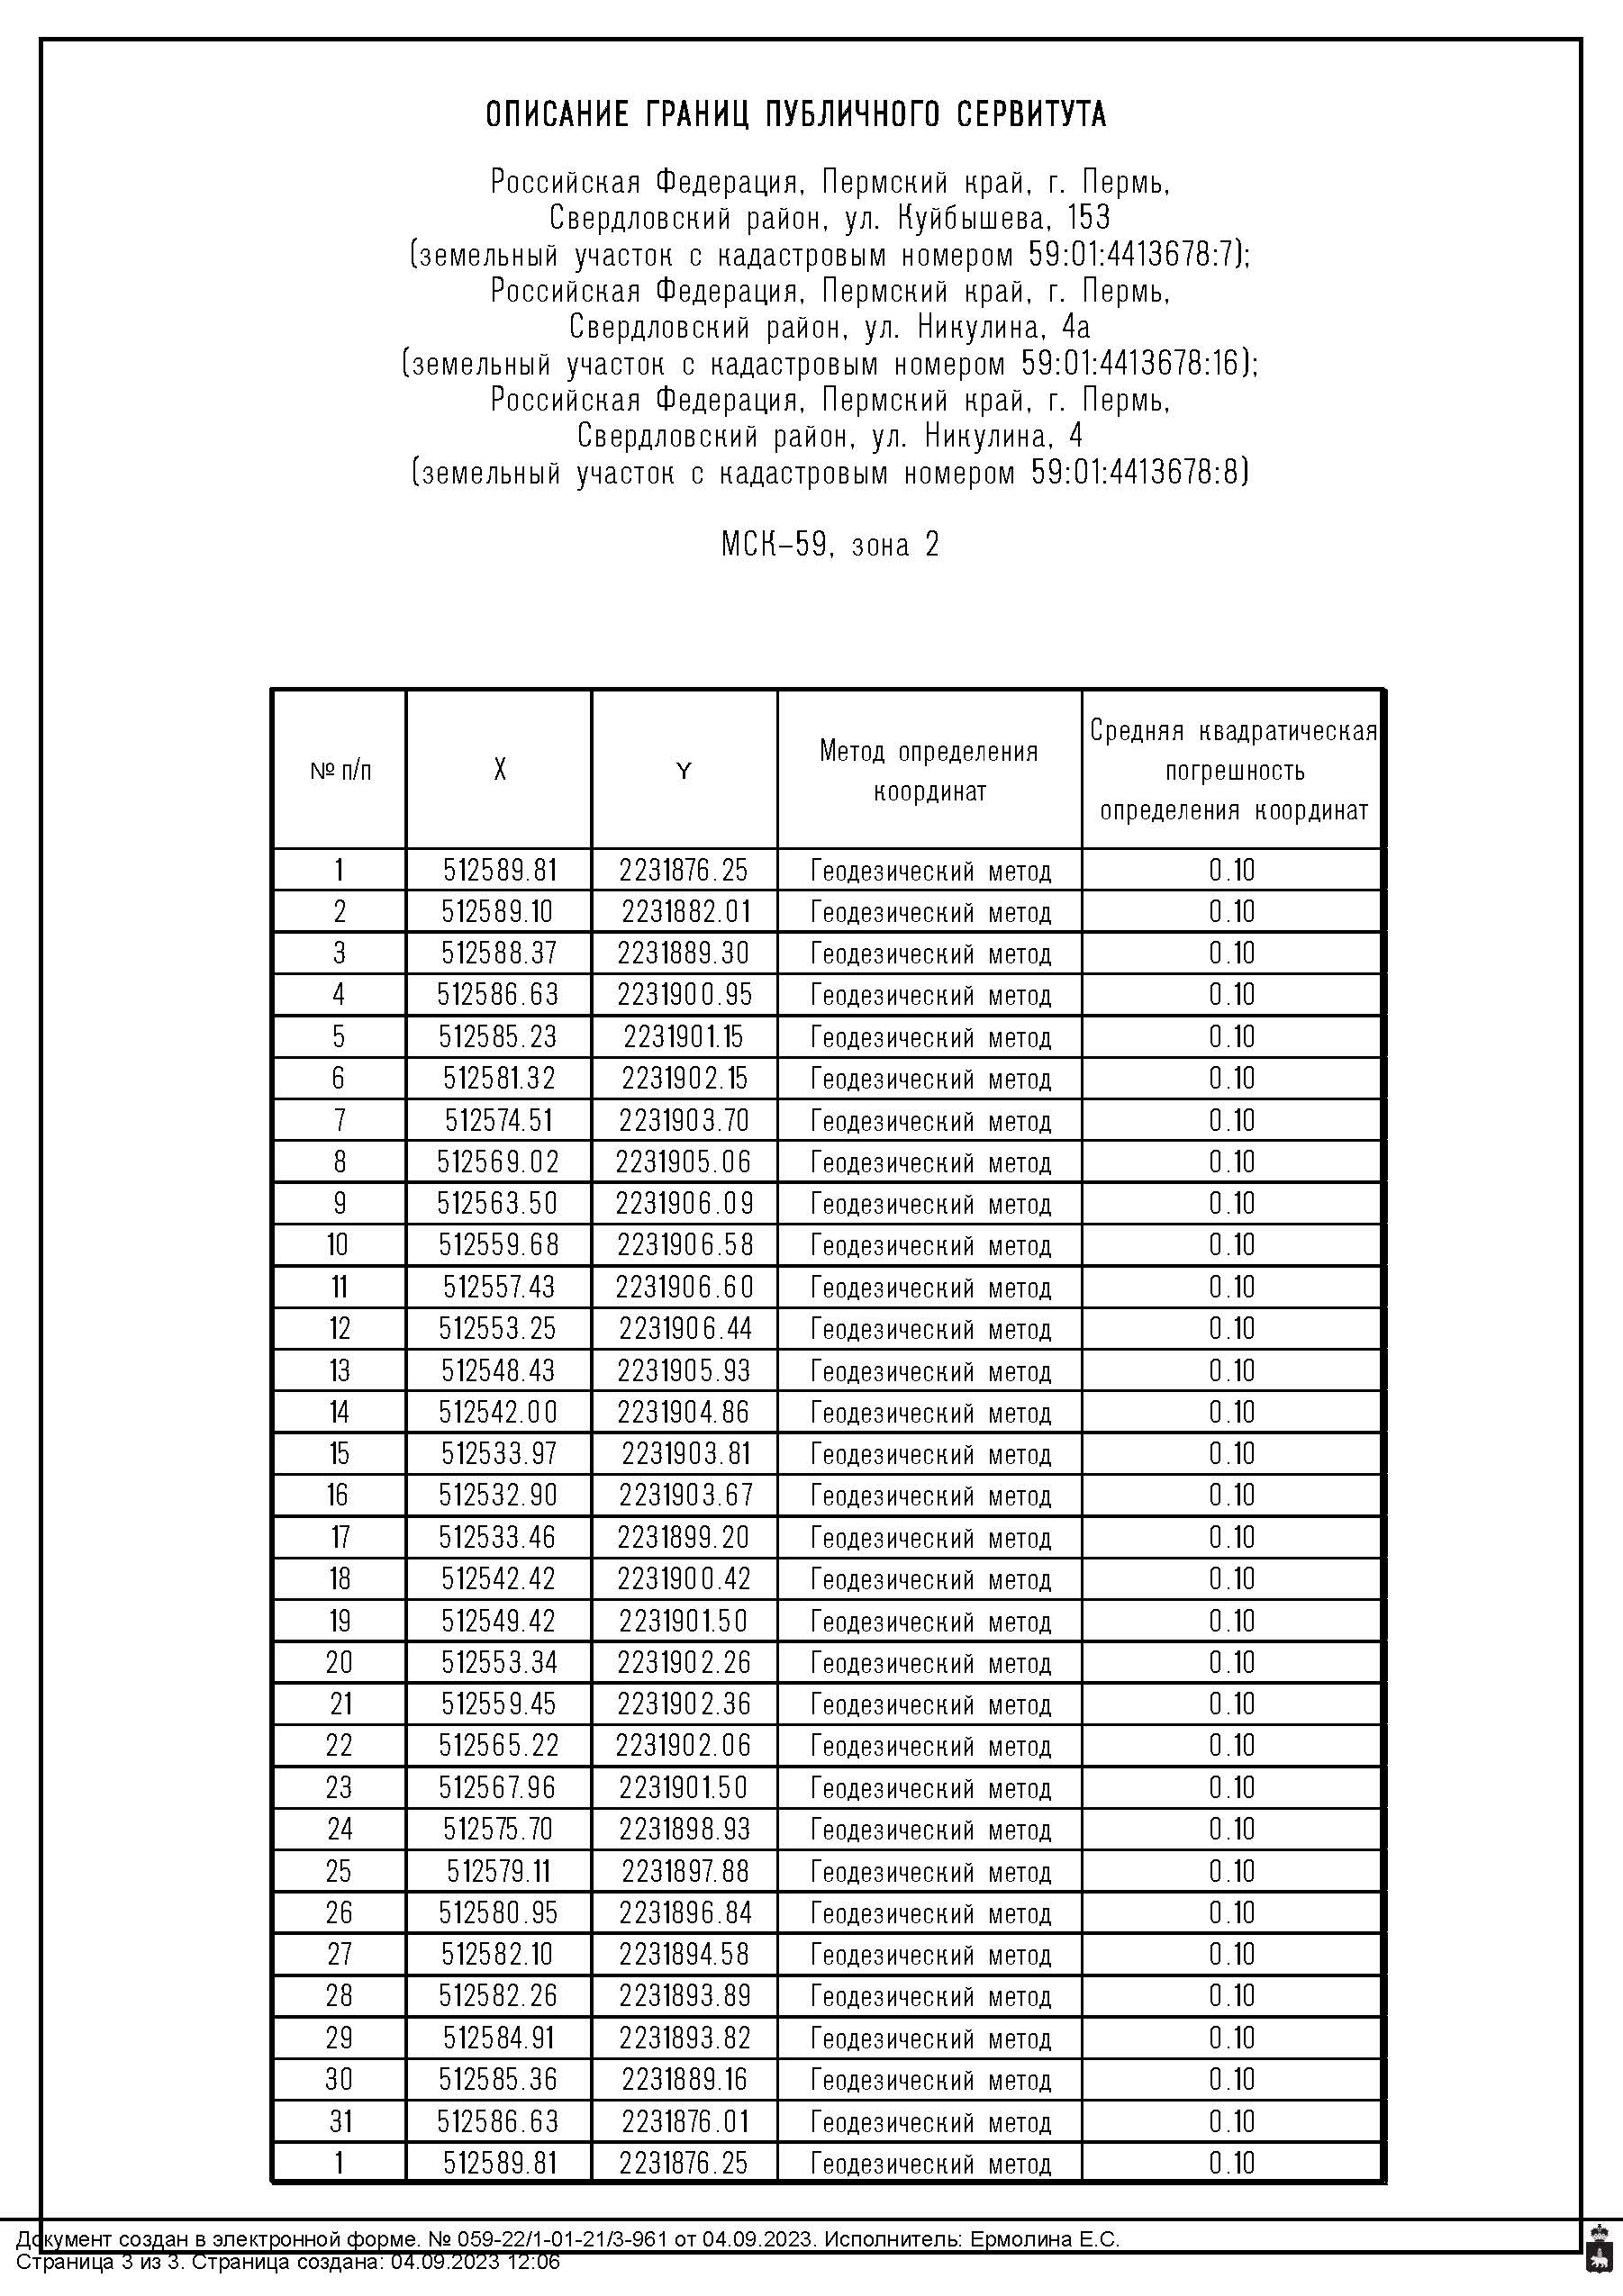 ОПИСАНИЕ ГРАНИЦ ПУБЛИЧНОГО СЕРВИТУТА
Российская Федерация, Пермский край, г. Пермь,
Свердловский район, ул. Куйбышева, 153
(земельный участок с кадастровым номером 59:01:4413678:7);
Российская Федерация, Пермский край, г. Пермь,
Свердловский район, ул. Никулина, 4а
(земельный участок с кадастровым номером 59:01:4413678:16);
Российская Федерация, Пермский край, г. Пермь,
Свердловский район, ул. Никулина, 4
(земельный участок с кадастровым номером 59:01:4413678:8)
МСК-59, зона 2
№ п/п X Y Метод определения координат Средняя квадратическая погрешность определения координат
1 512589.81 2231876.25 Геодезический метод 0.10
2 512589.10 2231882.01 Геодезический метод 0.10
3 512588.37 2231889.30 Геодезический метод 0.10
4 512586.63 2231900.95 Геодезический метод 0.10
5 512585.23 2231901.15 Геодезический метод 0.10
6 512581.32 2231902.15 Геодезический метод 0.10
7 512574.51 2231903.70 Геодезический метод 0.10
8 512569.02 2231905.06 Геодезический метод 0.10
9 512563.50 2231906.09 Геодезический метод 0.10
10 512559.68 2231906.58 Геодезический метод 0.10
11 512557.43 2231906.60 Геодезический метод 0.10
12 512553.25 2231906.44 Геодезический метод 0.10
13 512548.43 2231905.93 Геодезический метод 0.10
14 512542.00 2231904.86 Геодезический метод 0.10
15 512533.97 2231903.81 Геодезический метод 0.10
16 512532.90 2231903.67 Геодезический метод 0.10
17 512533.46 2231899.20 Геодезический метод 0.10
18 512542.42 2231900.42 Геодезический метод 0.10
19 512549.42 2231901.50 Геодезический метод 0.10
20 512553.34 2231902.26 Геодезический метод 0.10
21 512559.45 2231902.36 Геодезический метод 0.10
22 512565.22 2231902.06 Геодезический метод 0.10
23 512567.96 2231901.50 Геодезический метод 0.10
24 512575.70 2231898.93 Геодезический метод 0.10
25 512579.11 2231897.88 Геодезический метод 0.10
26 512580.95 2231896.84 Геодезический метод 0.10
27 512582.10 2231894.58 Геодезический метод 0.10
28 512582.26 2231893.89 Геодезический метод 0.10
29 512584.91 2231893.82 Геодезический метод 0.10
30 512585.36 2231889.16 Геодезический метод 0.10
31 512586.63 2231876.01 Геодезический метод 0.10
1 512589.81 2231876.25 Геодезический метод 0.10
Документ создан в электронной форме. № 059-22/1-01-21/3-961 от 04.09.2023. Исполнитель: Ермолина Е.С.
Страница 3 из 3. Страница создана: 04.09.2023 12:06